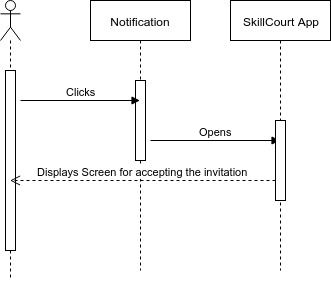 Notification
SkillCourt App
Clicks
Opens
Displays Screen for accepting the invitation